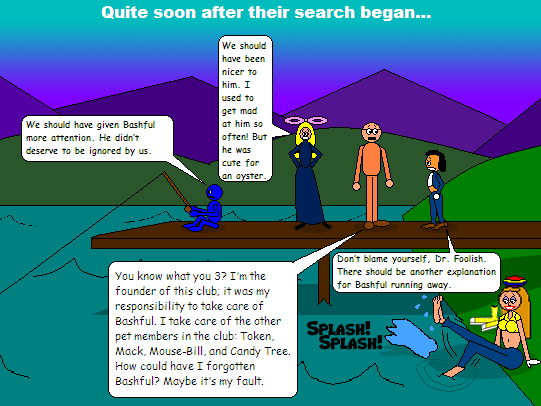 Quite soon after their search began...
We should
have been
nicer to
him. I
used to
get mad
at him so
often! But
he was
cute for
an oyster.
We should have given Bashful
more attention. He didn't
deserve to be ignored by us.
Don't blame yourself, Dr. Foolish.
There should be another explanation
for Bashful running away.
You know what you 3? I'm the
founder of this club; it was my
responsibility to take care of
Bashful. I take care of the other
pet members in the club: Token,
Mack, Mouse-Bill, and Candy Tree.
How could have I forgotten
Bashful? Maybe it's my fault.
SPLASH!
SPLASH!